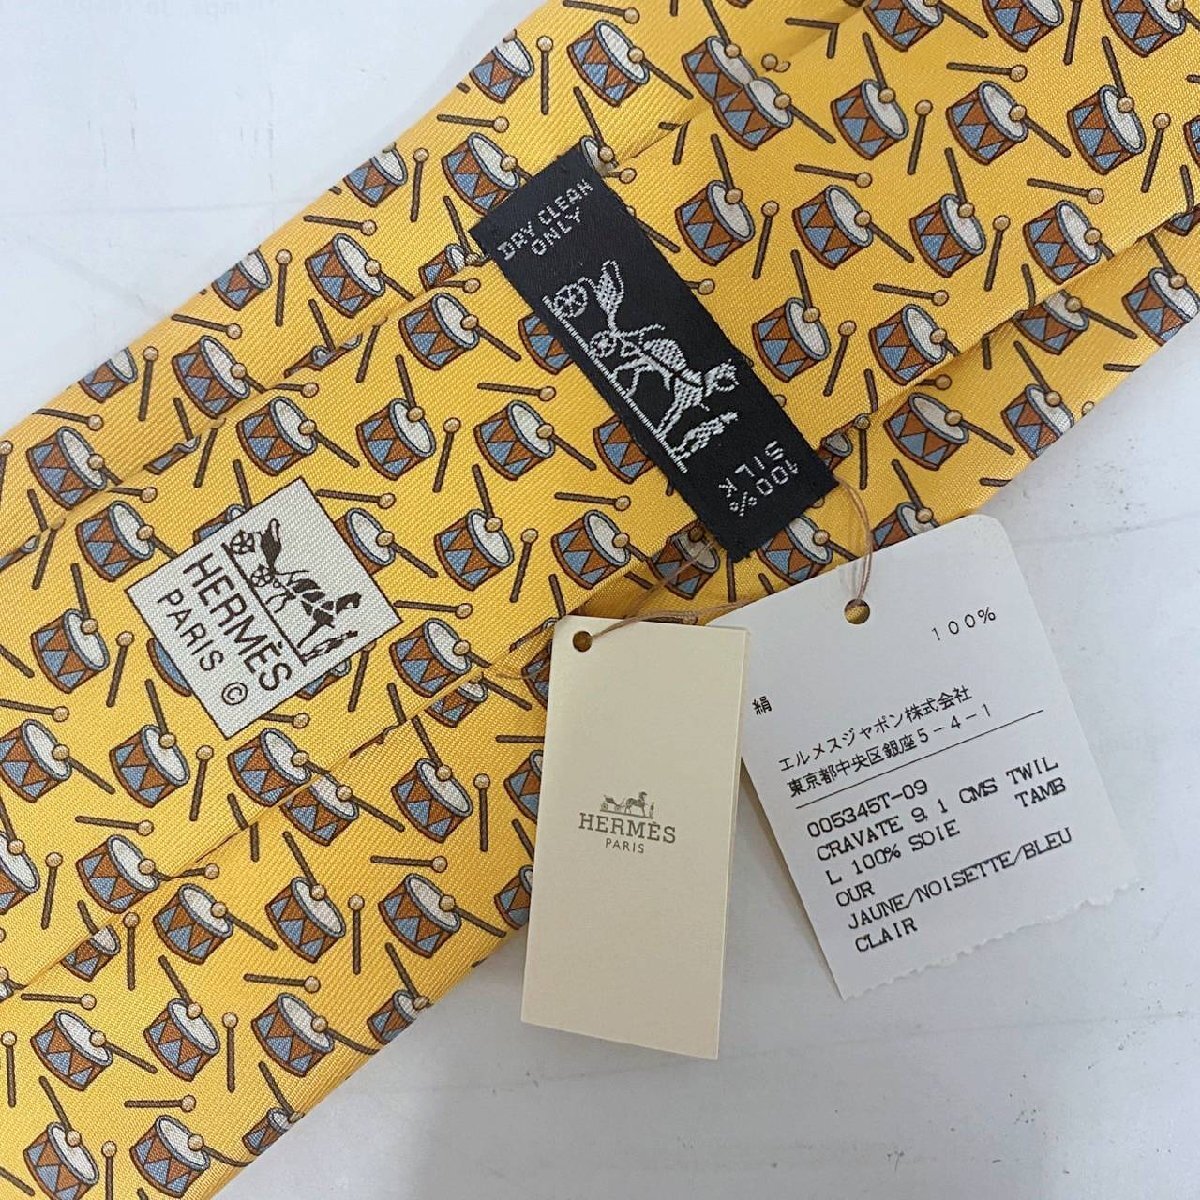 DRY CLEAN
ONLY
100%
SILK
HERMÈS
PARIS ©
HERMÈS
PARIS
100%
絹
エルメスジャポン株式会社
東京都中央区銀座5-4-1
005345T-09
CRAVATE 9.1 CMS TWIL
L 100% SOIE TAMB
OUR
JAUNE/NOISETTE/BLEU
CLAIR